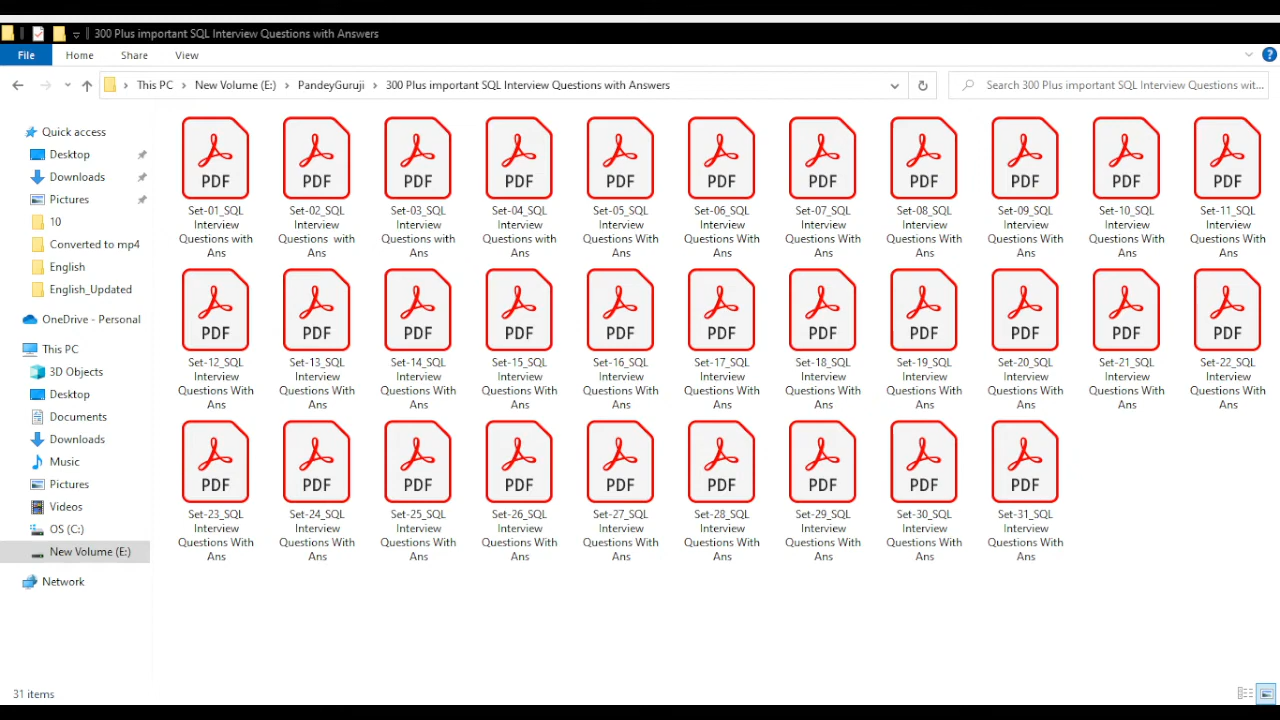 300 Plus important SQL Interview Questions with Answers
File Home Share View
This PC New Volume (E:) PandeyGuruji 300 Plus important SQL Interview Questions with Answers
Search 300 Plus important SQL Interview Questions wit...
Quick access
Desktop
Downloads
Pictures
10
Converted to mp4
English
English_Updated
OneDrive - Personal
This PC
3D Objects
Desktop
Documents
Downloads
Music
Pictures
Videos
OS (C:)
New Volume (E:)
Network
PDF PDF PDF PDF PDF PDF PDF PDF PDF PDF PDF
Set-01_SQL Set-02_SQL Set-03_SQL Set-04_SQL Set-05_SQL Set-06_SQL Set-07_SQL Set-08_SQL Set-09_SQL Set-10_SQL Set-11_SQL
Interview Interview Interview Interview Interview Interview Interview Interview Interview Interview Interview
Questions with Questions with Questions with Questions with Questions With Questions With Questions With Questions With Questions With Questions With Questions With
Ans Ans Ans Ans Ans Ans Ans Ans Ans Ans Ans
PDF PDF PDF PDF PDF PDF PDF PDF PDF PDF PDF
Set-12_SQL Set-13_SQL Set-14_SQL Set-15_SQL Set-16_SQL Set-17_SQL Set-18_SQL Set-19_SQL Set-20_SQL Set-21_SQL Set-22_SQL
Interview Interview Interview Interview Interview Interview Interview Interview Interview Interview Interview
Questions With Questions With Questions With Questions With Questions With Questions With Questions With Questions With Questions With Questions With Questions With
Ans Ans Ans Ans Ans Ans Ans Ans Ans Ans Ans
PDF PDF PDF PDF PDF PDF PDF PDF PDF
Set-23_SQL Set-24_SQL Set-25_SQL Set-26_SQL Set-27_SQL Set-28_SQL Set-29_SQL Set-30_SQL Set-31_SQL
Interview Interview Interview Interview Interview Interview Interview Interview Interview
Questions With Questions With Questions With Questions With Questions With Questions With Questions With Questions With Questions With
Ans Ans Ans Ans Ans Ans Ans Ans Ans
31 items